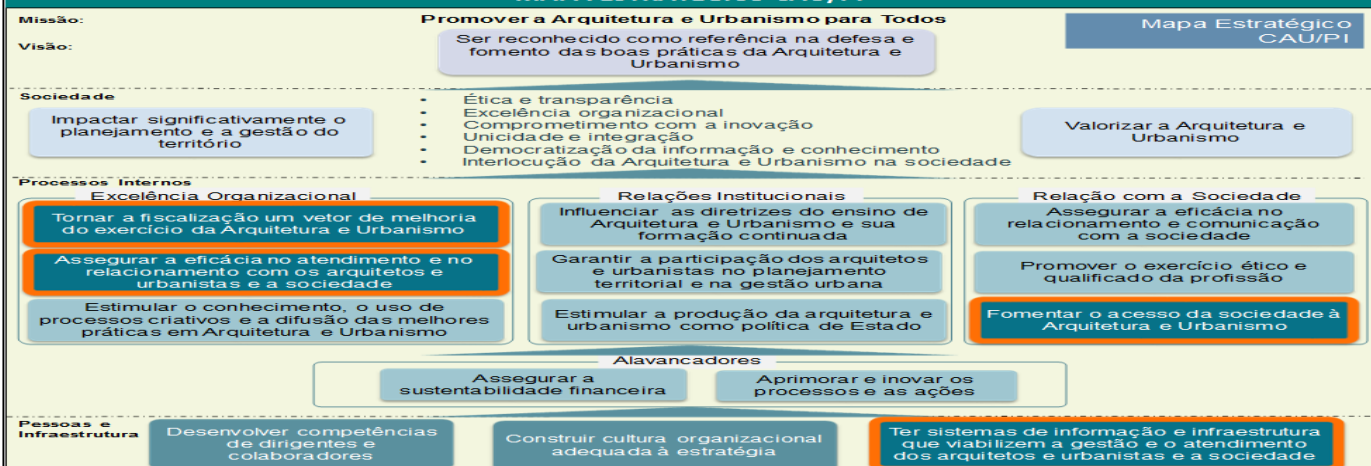 Missão:
Promover a Arquitetura e Urbanismo para Todos
Mapa Estratégico
CAU/PI
Visão:
Ser reconhecido como referência na defesa e
fomento das boas práticas da Arquitetura e
Urbanismo
Sociedade
Impactar significativamente o
planejamento e a gestão do
território
• Ética e transparência
• Excelência organizacional
• Comprometimento com a inovação
• Unicidade e integração
• Democratização da informação e conhecimento
• Interlocução da Arquitetura e Urbanismo na sociedade
Valorizar a Arquitetura e
Urbanismo
Processos Internos
Excelência Organizacional
Tornar a fiscalização um vetor de melhoria
do exercício da Arquitetura e Urbanismo
Assegurar a eficácia no atendimento e no
relacionamento com os arquitetos e
urbanistas e a sociedade
Estimular o conhecimento, o uso de
processos criativos e a difusão das melhores
práticas em Arquitetura e Urbanismo
Relações Institucionais
Influenciar as diretrizes do ensino de
Arquitetura e Urbanismo e sua
formação continuada
Garantir a participação dos arquitetos
e urbanistas no planejamento
territorial e na gestão urbana
Estimular a produção da arquitetura e
urbanismo como política de Estado
Relação com a Sociedade
Assegurar a eficácia no
relacionamento e comunicação
com a sociedade
Promover o exercício ético e
qualificado da profissão
Fomentar o acesso da sociedade à
Arquitetura e Urbanismo
Alavancadores
Assegurar a
sustentabilidade financeira
Aprimorar e inovar os
processos e as ações
Pessoas e
Infraestrutura
Desenvolver competências
de dirigentes e
colaboradores
Construir cultura organizacional
adequada à estratégia
Ter sistemas de informação e infraestrutura
que viabilizem a gestão e o atendimento
dos arquitetos e urbanistas e a sociedade